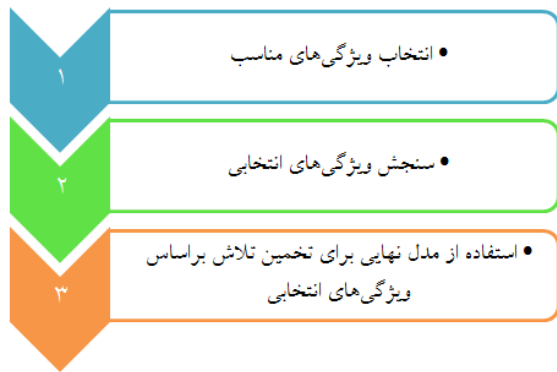 ۱
• انتخاب ویژگی‌های مناسب
۲
• سنجش ویژگی‌های انتخابی
۳
• استفاده از مدل نهایی برای تخمین تلاش براساس
ویژگی‌های انتخابی